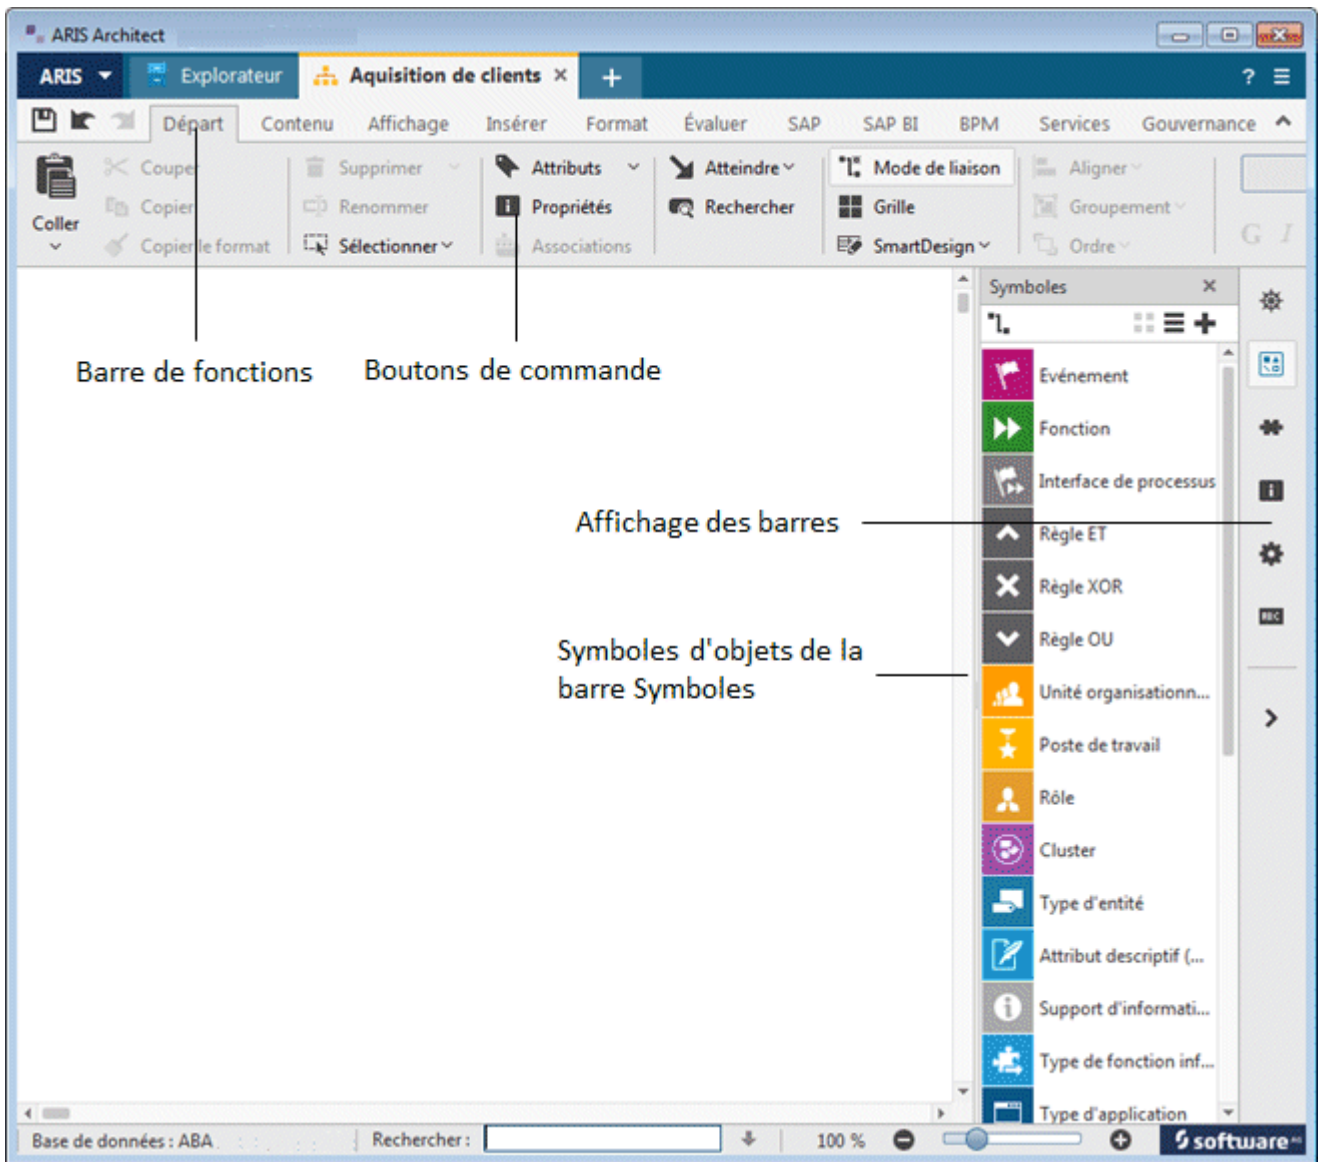 ARIS Architect
ARIS Explorateur Aquisition de clients
Départ Contenu Affichage Insérer Format Évaluer SAP SAP BI BPM Services Gouvernance
Couper Supprimer Attributs Atteindre Mode de liaison Aligner
Copier Renommer Propriétés Rechercher Grille Groupement
Coller
Copier le format Sélectionner Associations SmartDesign Ordre G I
Symboles
Barre de fonctions Boutons de commande
Evénement
Fonction
Interface de processus
Affichage des barres
Règle ET
Règle XOR
REC
Règle OU
Symboles d'objets de la
barre Symboles
Unité organisationn...
Poste de travail
Rôle
Cluster
Type d'entité
Attribut descriptif (...
Support d'informati...
Type de fonction inf...
Type d'application
Base de données : ABA Rechercher : 100 % software AG